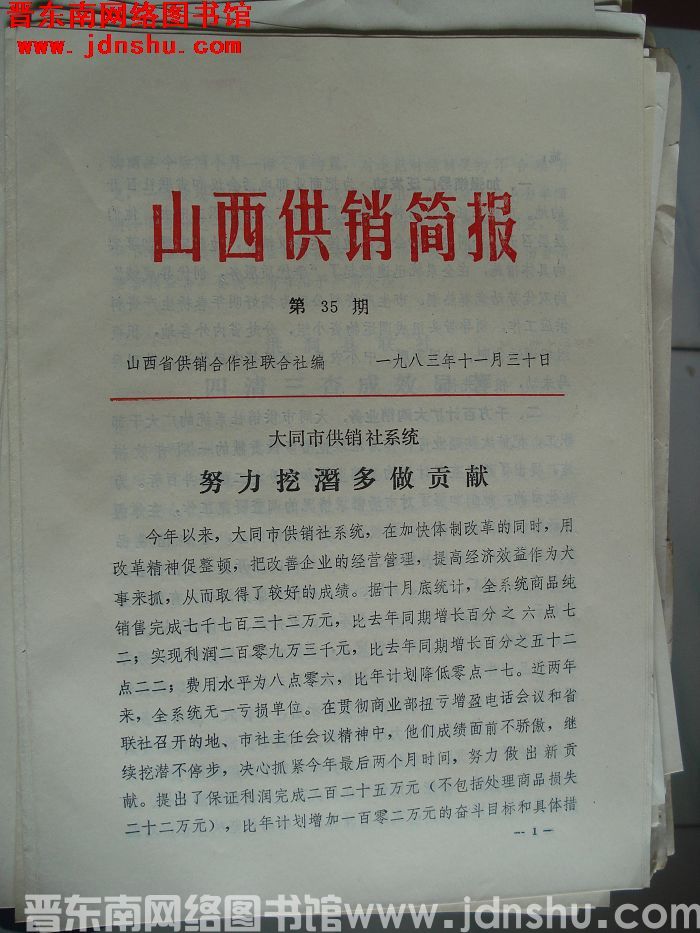 晋东南网络图书馆
www.jdnshu.com
山西供销简报
第 35 期
山西省供销合作社联合社编 一九八三年十一月三十日
大同市供销社系统
努力挖潜多做贡献
今年以来，大同市供销社系统，在加快体制改革的同时，用
改革精神促整顿，把改善企业的经营管理，提高经济效益作为大
事来抓，从而取得了较好的成绩。据十月底统计，全系统商品纯
销售完成七千七百三十二万元，比去年同期增长百分之六点七
二；实现利润二百零九万三千元，比去年同期增长百分之五十二
点二二；费用水平为八点零六，比年计划降低零点一七。近两年
来，全系统无一亏损单位。在贯彻商业部扭亏增盈电话会议和省
联社召开的地、市社主任会议精神中，他们成绩面前不骄傲，继
续挖潜不停步，决心抓紧今年最后两个月时间，努力做出新贡
献。提出了保证利润完成二百二十五万元（不包括处理商品损失
二十二万元），比年计划增加一百零二万元的奋斗目标和具体措
—1—
晋东南网络图书馆 www.jdnshu.com